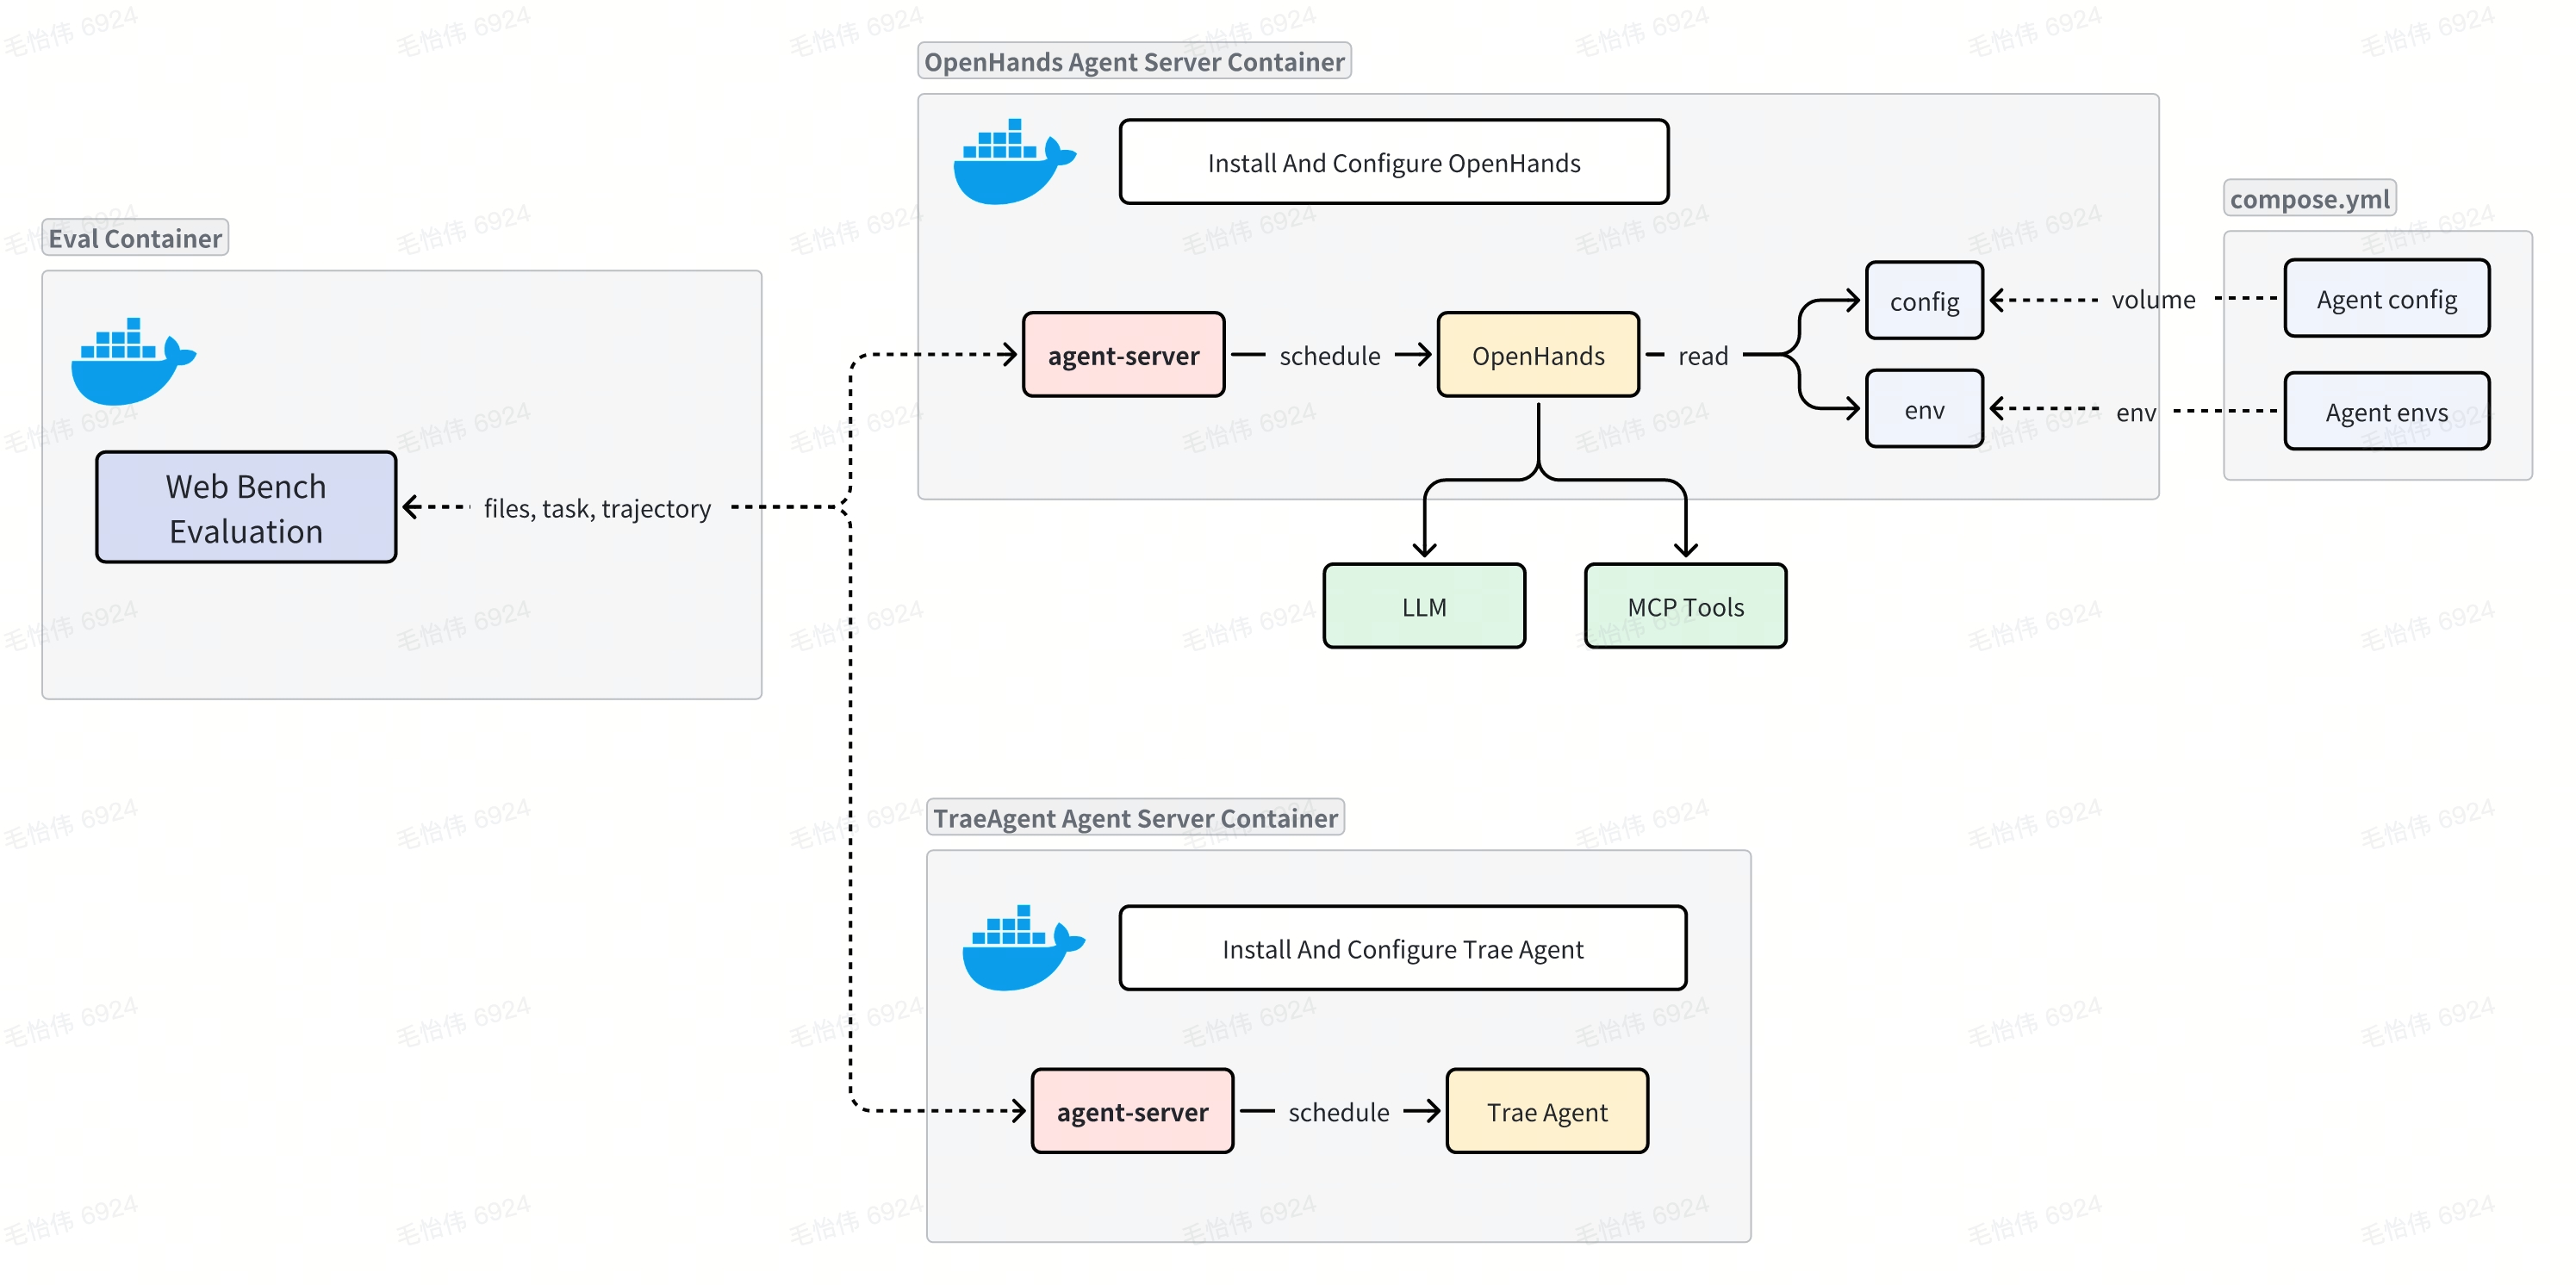 OpenHands Agent Server Container
Install And Configure OpenHands
compose.yml
Eval Container
Agent config
volume
config
agent-server
schedule
OpenHands
read
env
env
Agent envs
Web Bench
Evaluation
files, task, trajectory
LLM
MCP Tools
TraeAgent Agent Server Container
Install And Configure Trae Agent
agent-server
schedule
Trae Agent
毛怡伟 6924